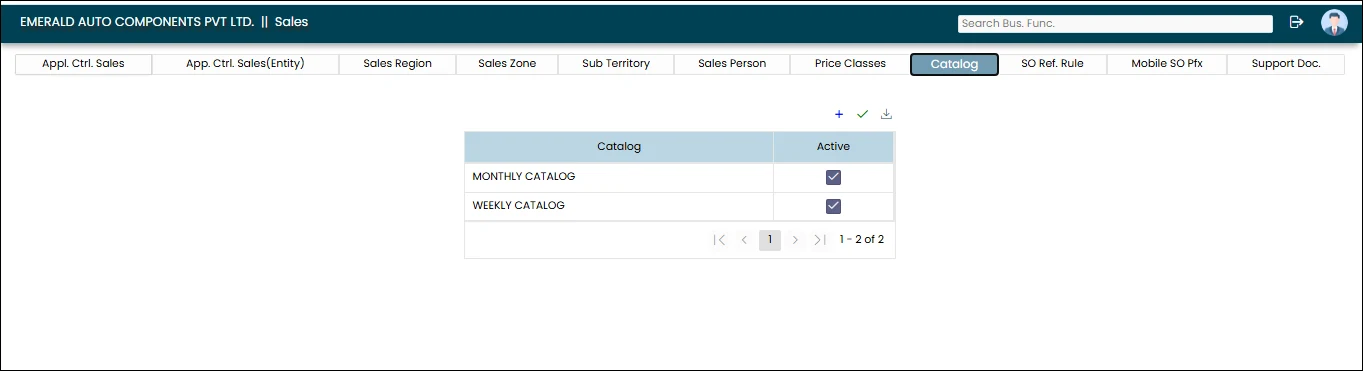 EMERALD AUTO COMPONENTS PVT LTD. || Sales
Search Bus. Func.
Appl. Ctrl. Sales App. Ctrl. Sales(Entity) Sales Region Sales Zone Sub Territory Sales Person Price Classes Catalog SO Ref. Rule Mobile SO Pfx Support Doc.
Catalog Active
MONTHLY CATALOG
WEEKLY CATALOG
1 1 - 2 of 2